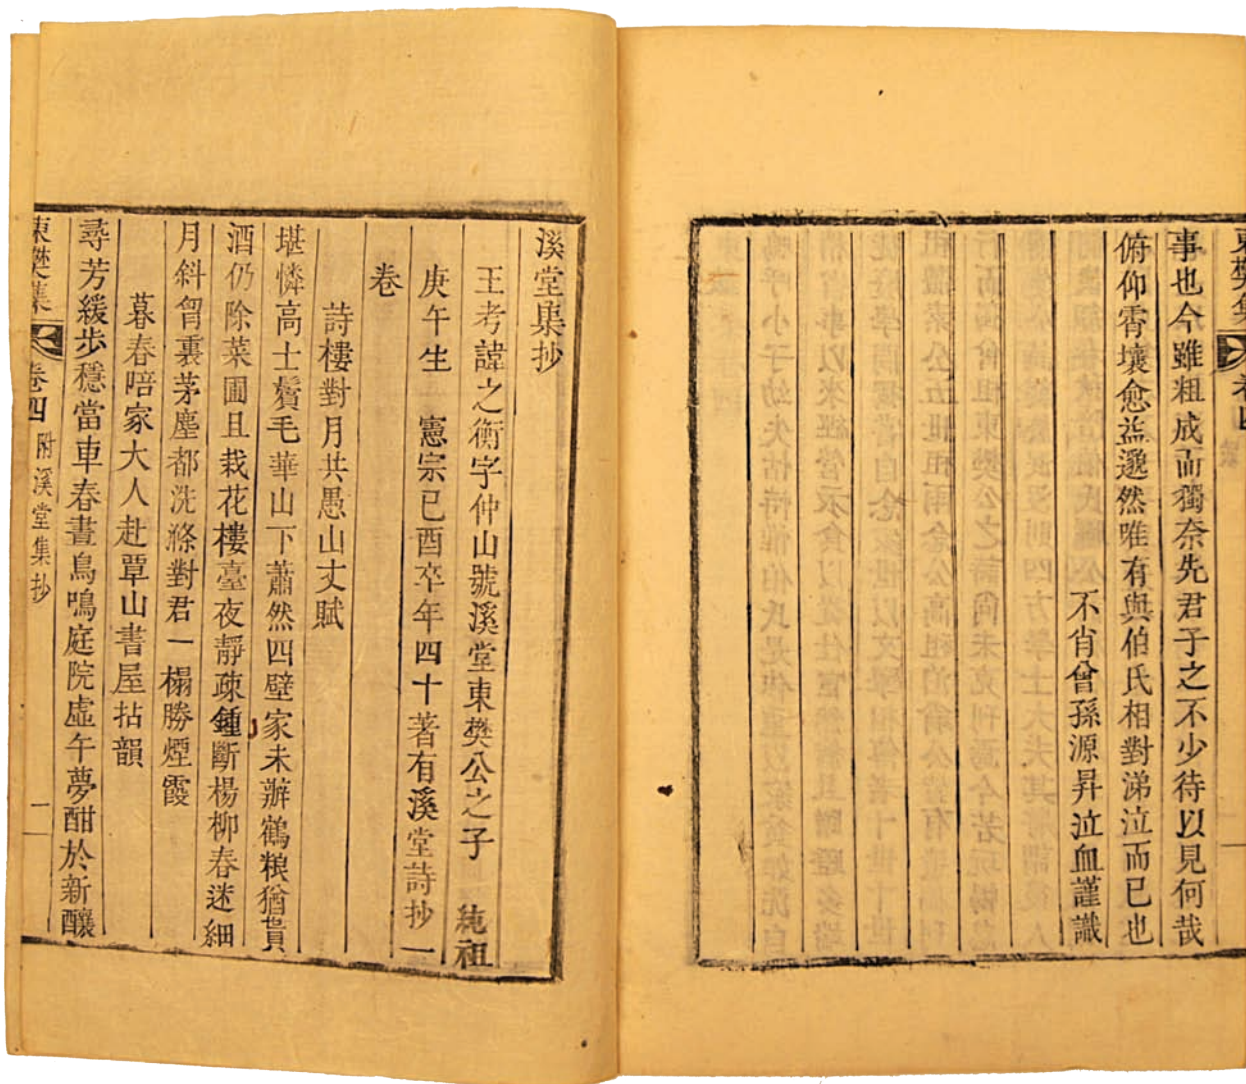 東樊集 卷四
事也今雖粗成而獨奈先君子之不少待以見何哉
俯仰霄壤愈益邈然唯有與伯氏相對涕泣而已也
不肖曾孫源昇泣血謹識
溪堂集抄
王考諱之衡字仲山號溪堂東樊公之子 純祖
庚午生 憲宗已酉卒年四十著有溪堂詩抄一
卷
詩樓對月共愚山丈賦
堪憐高士鬢毛華山下蕭然四壁家未辦鶴粮猶貰
酒仍除菜圃且栽花樓臺夜靜疎鍾斷楊柳春迷細
月斜胷裏茅塵都洗滌對君一榻勝煙霞
暮春陪家大人赴覃山書屋拈韻
尋芳緩步穩當車春晝鳥鳴庭院虛午夢酣於新釀
東樊集 卷四 附溪堂集抄 一